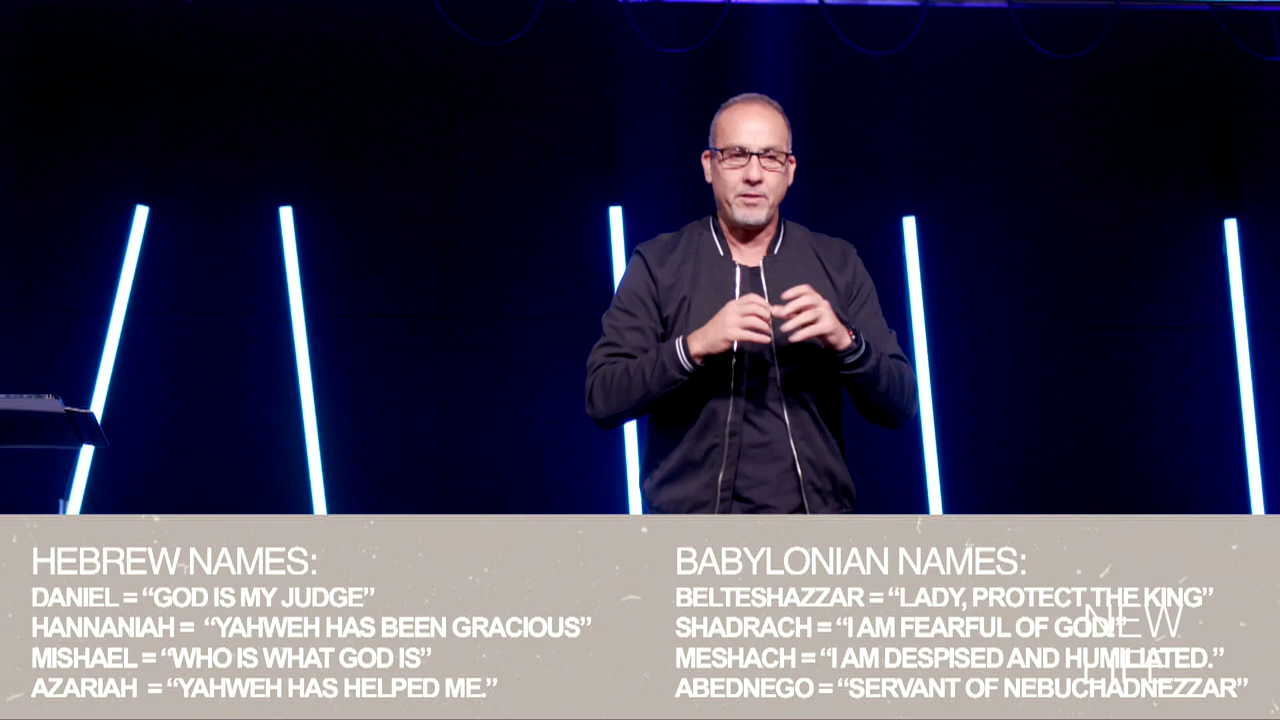 HEBREW NAMES:
DANIEL = “GOD IS MY JUDGE”
HANNANIAH = “YAHWEH HAS BEEN GRACIOUS”
MISHAEL = “WHO IS WHAT GOD IS”
AZARIAH = “YAHWEH HAS HELPED ME.”
BABYLONIAN NAMES:
BELTESHAZZAR = “LADY, PROTECT THE KING”
SHADRACH = “I AM FEARFUL OF GOD.”
MESHACH = “I AM DESPISED AND HUMILIATED.”
ABEDNEGO = “SERVANT OF NEBUCHADNEZZAR”
NEW
LIFE